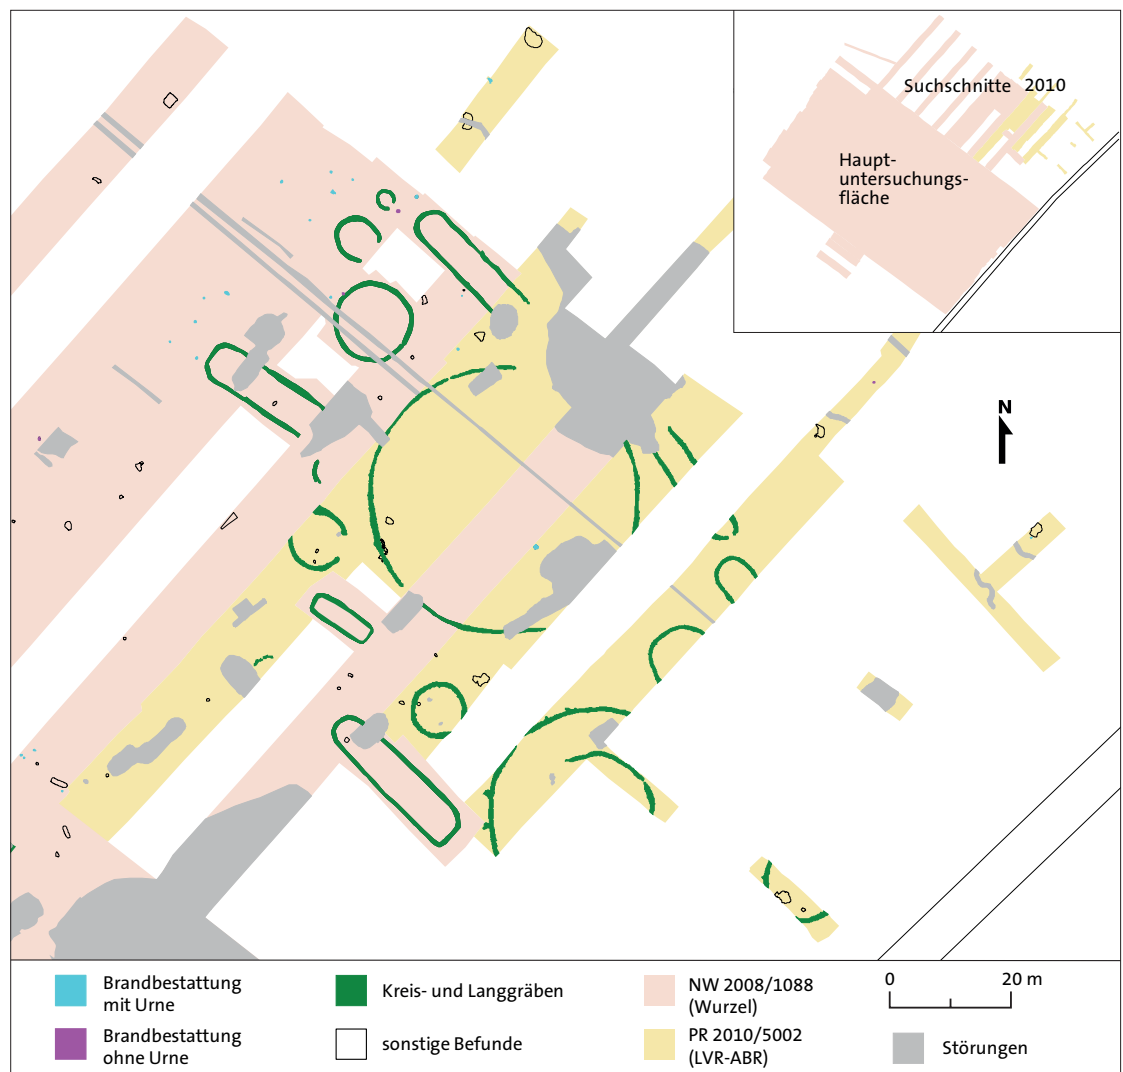 Suchschnitte 2010
Haupt-
untersuchungs-
fläche
N
Brandbestattung
mit Urne
Brandbestattung
ohne Urne
Kreis- und Langgräben
sonstige Befunde
NW 2008/1088
(Wurzel)
PR 2010/5002
(LVR-ABR)
0 20 m
Störungen